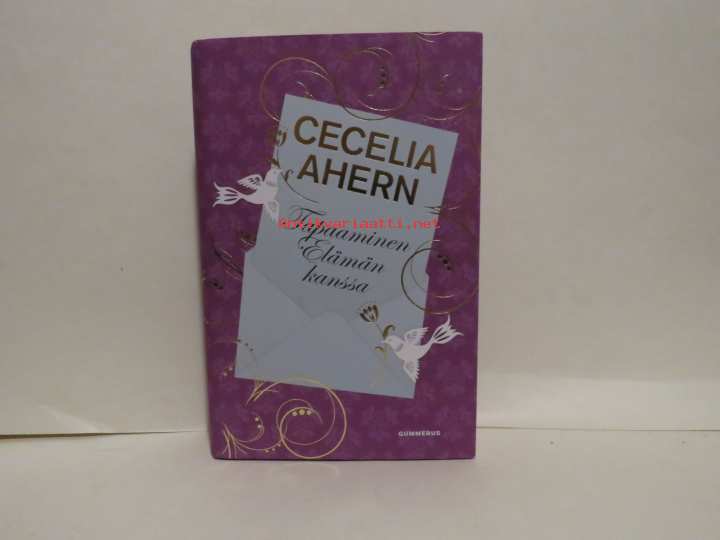 CECELIA
AHERN
Antikvariaatti.net
Tapaaminen
Elämän
kanssa
GUMMERUS